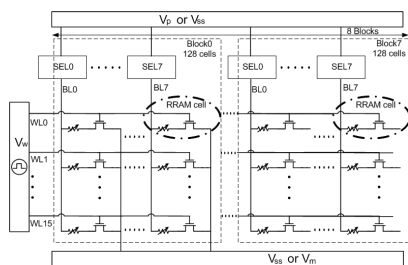 Vp or Vss
8 Blocks
Block0
128 cells
Block7
128 cells
SEL0
SEL7
SEL0
SEL7
BL0
BL7
BL0
BL7
RRAM cell
RRAM cell
WL0
Vw
WL1
WL15
Vss or Vm